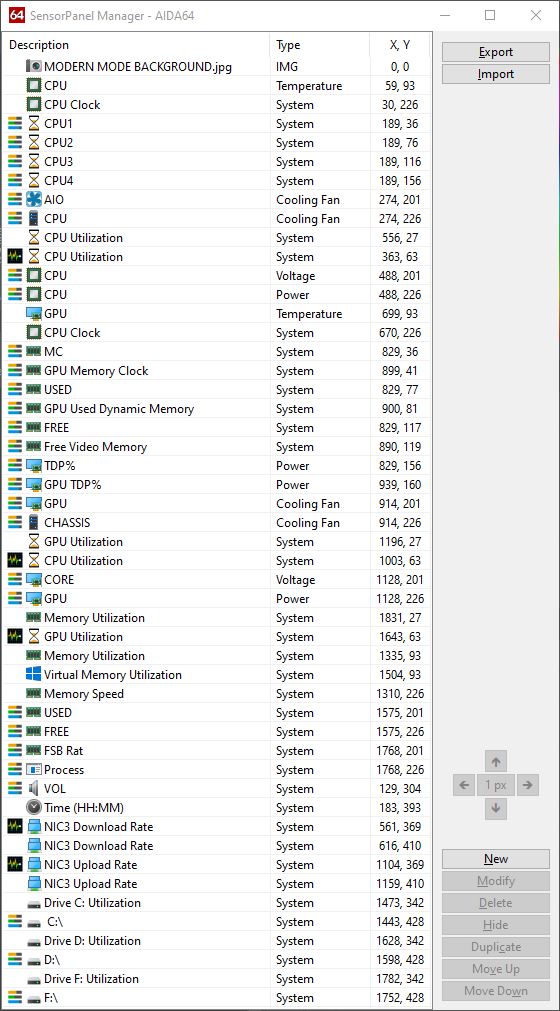 64 SensorPanel Manager - AIDA64
Description Type X, Y
MODERN MODE BACKGROUND.jpg IMG 0, 0
CPU Temperature 59, 93
CPU Clock System 30, 226
CPU1 System 189, 36
CPU2 System 189, 76
CPU3 System 189, 116
CPU4 System 189, 156
AIO Cooling Fan 274, 201
CPU Cooling Fan 274, 226
CPU Utilization System 556, 27
CPU Utilization System 363, 63
CPU Voltage 488, 201
CPU Power 488, 226
GPU Temperature 699, 93
CPU Clock System 670, 226
MC System 829, 36
GPU Memory Clock System 899, 41
USED System 829, 77
GPU Used Dynamic Memory System 900, 81
FREE System 829, 117
Free Video Memory System 890, 119
TDP% Power 829, 156
GPU TDP% Power 939, 160
GPU Cooling Fan 914, 201
CHASSIS Cooling Fan 914, 226
GPU Utilization System 1196, 27
CPU Utilization System 1003, 63
CORE Voltage 1128, 201
GPU Power 1128, 226
Memory Utilization System 1831, 27
GPU Utilization System 1643, 63
Memory Utilization System 1335, 93
Virtual Memory Utilization System 1504, 93
Memory Speed System 1310, 226
USED System 1575, 201
FREE System 1575, 226
FSB Rat System 1768, 201
Process System 1768, 226
VOL System 129, 304
Time (HH:MM) System 183, 393
NIC3 Download Rate System 561, 369
NIC3 Download Rate System 616, 410
NIC3 Upload Rate System 1104, 369
NIC3 Upload Rate System 1159, 410
Drive C: Utilization System 1473, 342
C:\ System 1443, 428
Drive D: Utilization System 1628, 342
D:\ System 1598, 428
Drive F: Utilization System 1782, 342
F:\ System 1752, 428
Export
Import
1 px
New
Modify
Delete
Hide
Duplicate
Move Up
Move Down